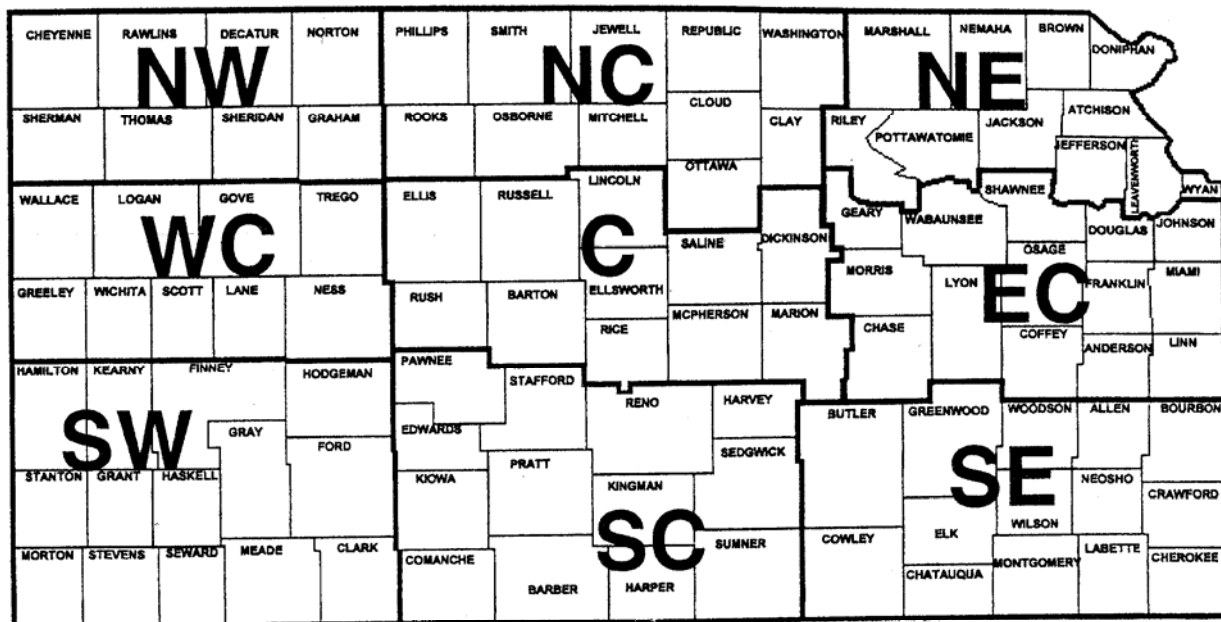 CHEYENNE RAWLINS DECATUR NORTON PHILLIPS SMITH JEWELL REPUBLIC WASHINGTON MARSHALL NEMAHA BROWN DONIPHAN
NW NC NE
SHERMAN THOMAS SHERIDAN GRAHAM ROOKS OSBORNE MITCHELL CLOUD CLAY RILEY POTTAWATOMIE JACKSON ATCHISON
JEFFERSON LEAVENWORTH WYAN
WALLACE LOGAN GOVE TREGO ELLIS RUSSELL LINCOLN OTTAWA GEARY WABAUNSEE SHAWNEE DOUGLAS JOHNSON
WC C EC
SALINE DICKINSON MORRIS LYON OSAGE FRANKLIN MIAMI
GREELEY WICHITA SCOTT LANE NESS RUSH BARTON ELLSWORTH
RICE MCPHERSON MARION CHASE COFFEY ANDERSON LINN
HAMILTON KEARNY FINNEY HODGEMAN PAWNEE STAFFORD RENO HARVEY BUTLER GREENWOOD WOODSON ALLEN BOURBON
SW SE
GRAY FORD EDWARDS PRATT SEDGWICK
STANTON GRANT HASKELL KIOWA KINGMAN WILSON NEOSHO CRAWFORD
SC
MORTON STEVENS SEWARD MEADE CLARK COMANCHE BARBER HARPER SUMNER COWLEY ELK CHATAUQUA MONTGOMERY LABETTE CHEROKEE